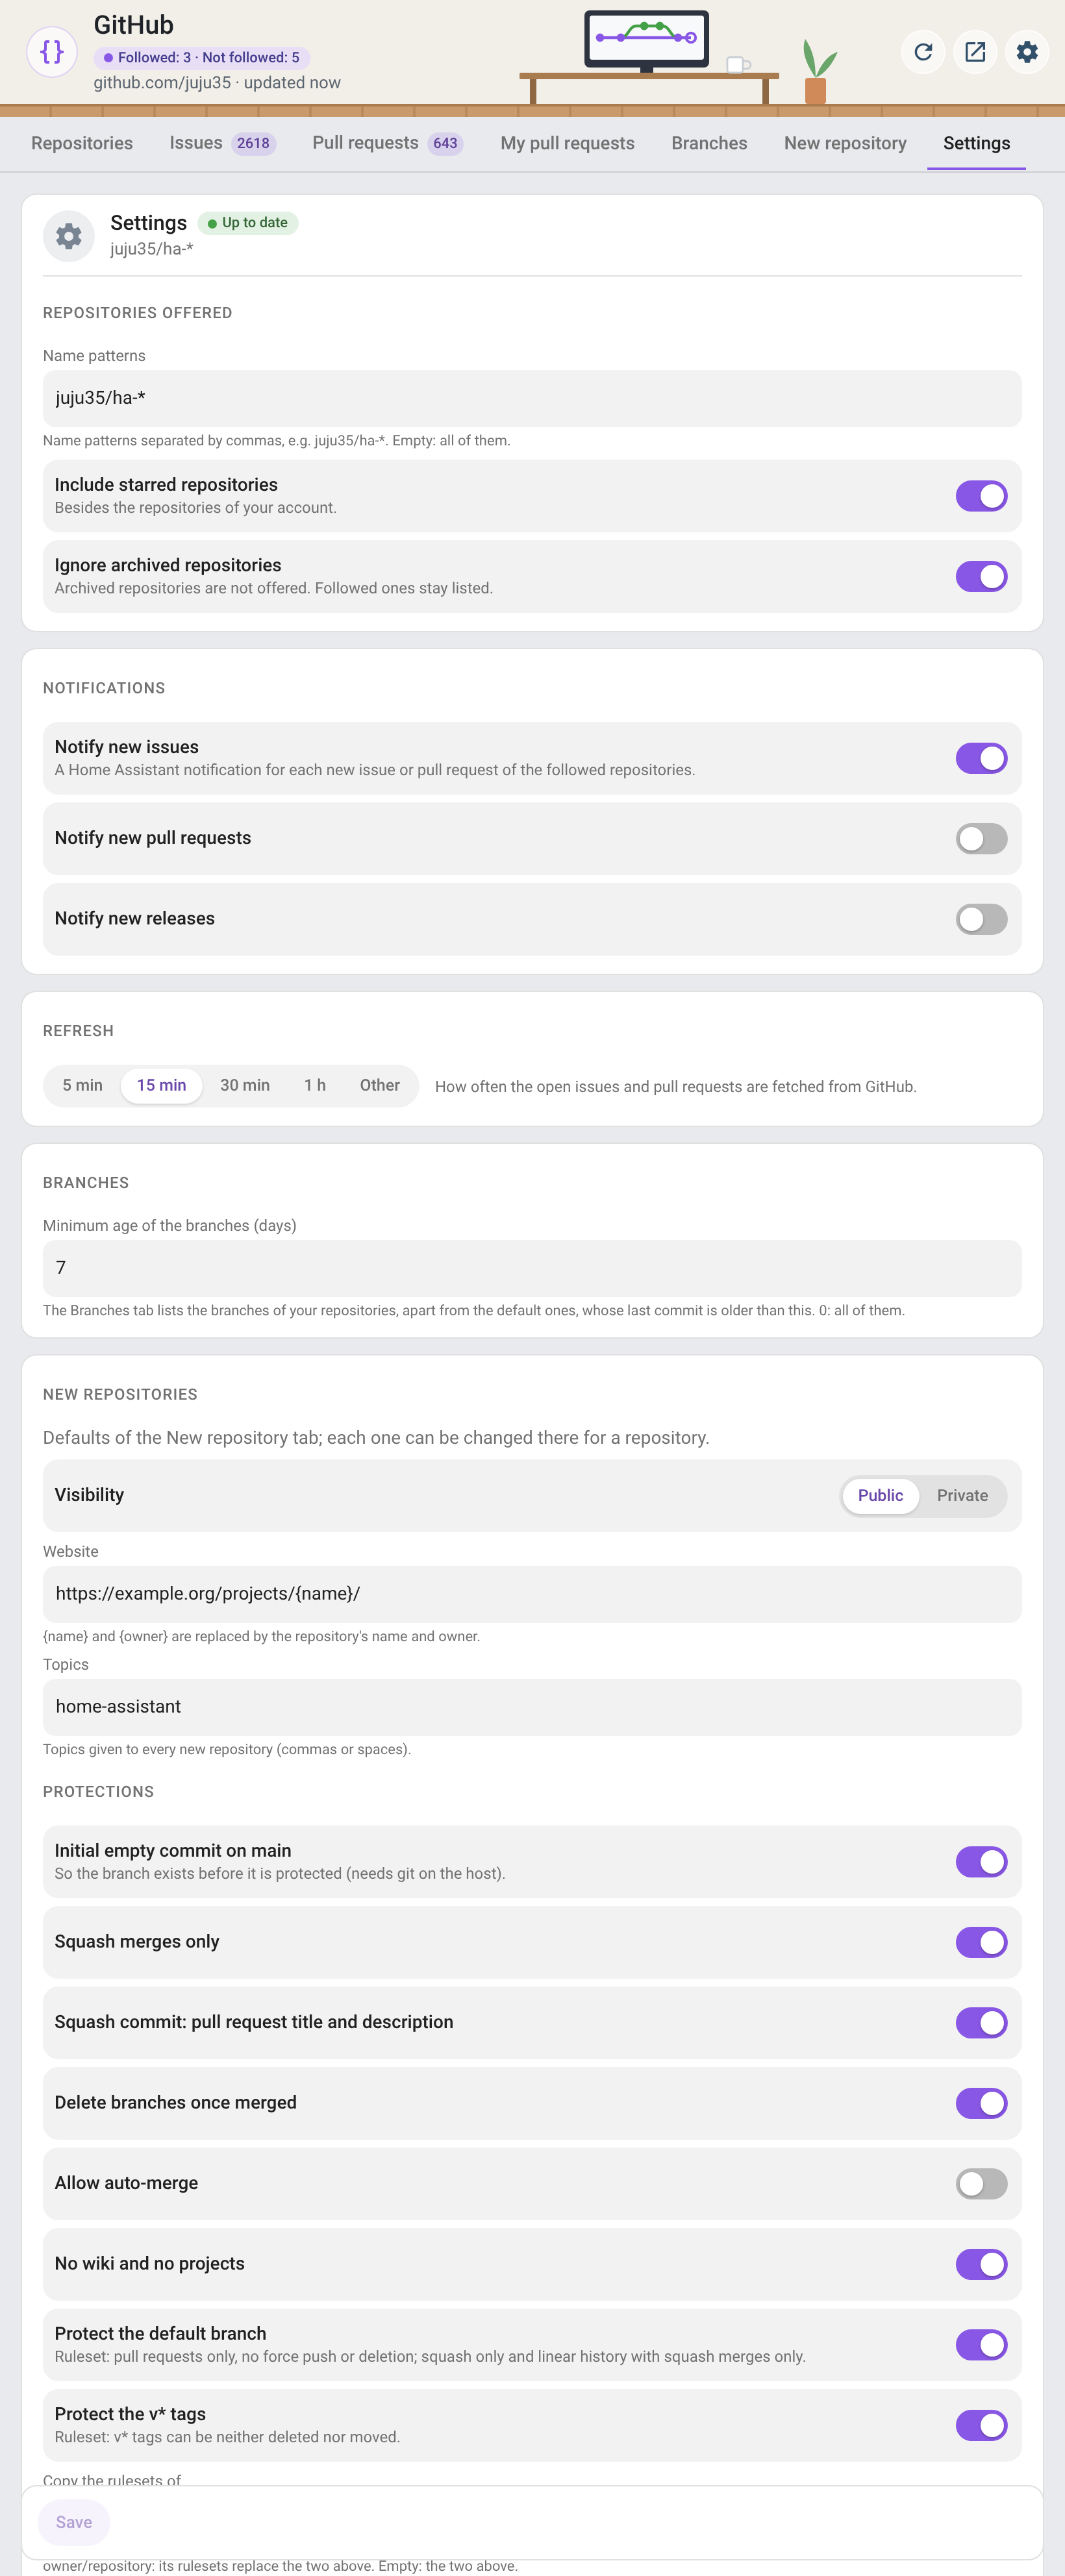 GitHub
Followed: 3 · Not followed: 5
github.com/juju35 · updated now
Repositories
Issues 2618
Pull requests 643
My pull requests
Branches
New repository
Settings
Settings
Up to date
juju35/ha-*
REPOSITORIES OFFERED
Name patterns
juju35/ha-*
Name patterns separated by commas, e.g. juju35/ha-*. Empty: all of them.
Include starred repositories
Besides the repositories of your account.
Ignore archived repositories
Archived repositories are not offered. Followed ones stay listed.
NOTIFICATIONS
Notify new issues
A Home Assistant notification for each new issue or pull request of the followed repositories.
Notify new pull requests
Notify new releases
REFRESH
5 min
15 min
30 min
1 h
Other
How often the open issues and pull requests are fetched from GitHub.
BRANCHES
Minimum age of the branches (days)
7
The Branches tab lists the branches of your repositories, apart from the default ones, whose last commit is older than this. 0: all of them.
NEW REPOSITORIES
Defaults of the New repository tab; each one can be changed there for a repository.
Visibility
Public
Private
Website
https://example.org/projects/{name}/
{name} and {owner} are replaced by the repository's name and owner.
Topics
home-assistant
Topics given to every new repository (commas or spaces).
PROTECTIONS
Initial empty commit on main
So the branch exists before it is protected (needs git on the host).
Squash merges only
Squash commit: pull request title and description
Delete branches once merged
Allow auto-merge
No wiki and no projects
Protect the default branch
Ruleset: pull requests only, no force push or deletion; squash only and linear history with squash merges only.
Protect the v* tags
Ruleset: v* tags can be neither deleted nor moved.
Copy the rulesets of
Save
owner/repository: its rulesets replace the two above. Empty: the two above.